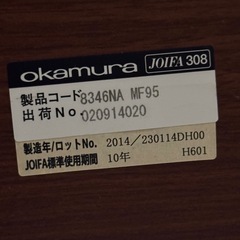 okamura JOIFA 308
製品コード 8346NA MF95
出荷No. 020914020
製造年/ロットNo. 2014/230114DH00
JOIFA標準使用期間 10年 H601